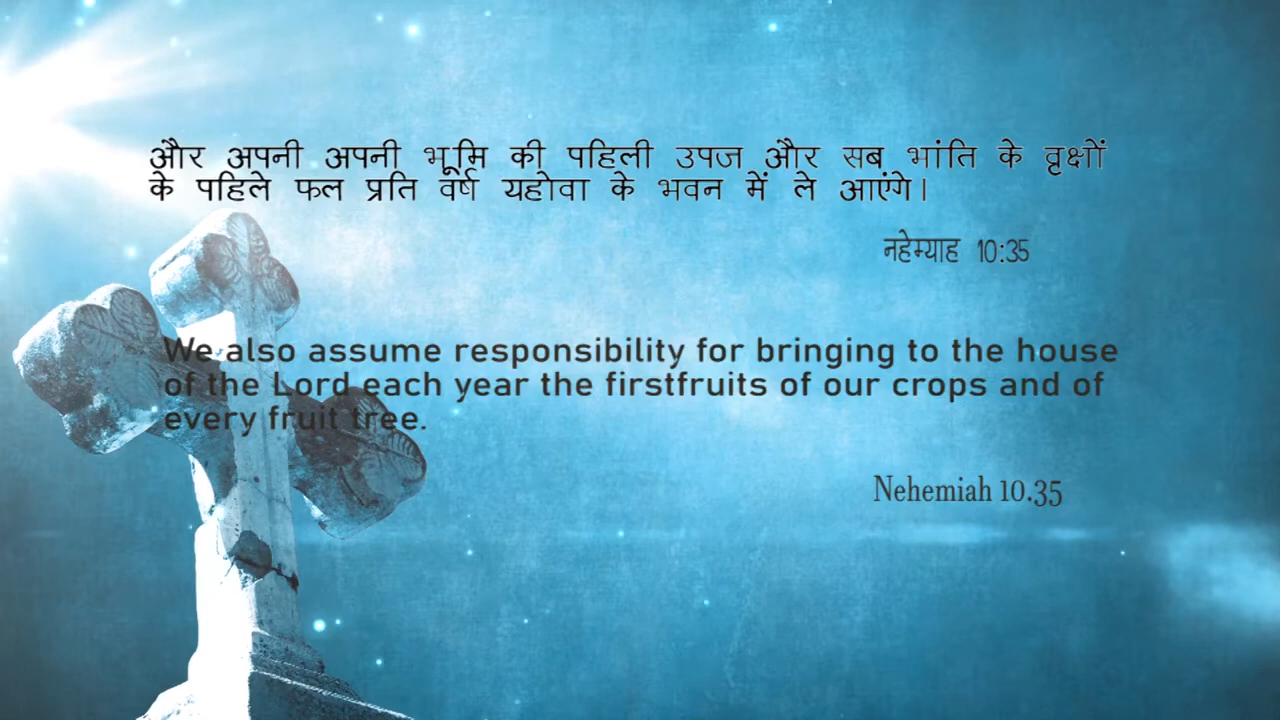 और अपनी अपनी भूमि की पहिली उपज और सब भांति के वृक्षों
के पहिले फल प्रति वर्ष यहोवा के भवन में ले आएंगे।
नहेम्याह 10:35
We also assume responsibility for bringing to the house
of the Lord each year the firstfruits of our crops and of
every fruit tree.
Nehemiah 10.35